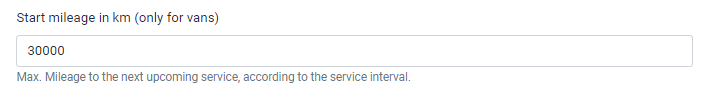 Start mileage in km (only for vans)
30000
Max. Mileage to the next upcoming service, according to the service interval.